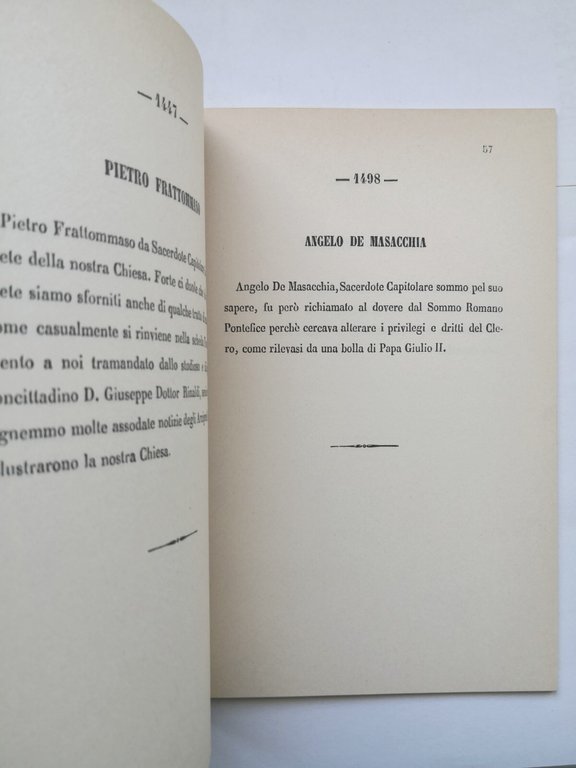 — 1447 —
PIETRO FRATTOMMASO
Pietro Frattommaso da Sacerdote Capitolare
ete della nostra Chiesa. Forte ci duole che
ete siamo sforniti anche di qualche
ome casualmente si rinviene nella
ento a noi tramandato dallo studioso e
oncittadino D. Giuseppe Dottor Rinaldi,
gnemmo molte assodate notizie degli
llustrarono la nostra Chiesa.
57
— 1498 —
ANGELO DE MASACCHIA
Angelo De Masacchia, Sacerdote Capitolare sommo pel suo
sapere, fu però richiamato al dovere dal Sommo Romano
Pontefice perchè cercava alterare i privilegi e dritti del Cle-
ro, come rilevasi da una bolla di Papa Giulio II.